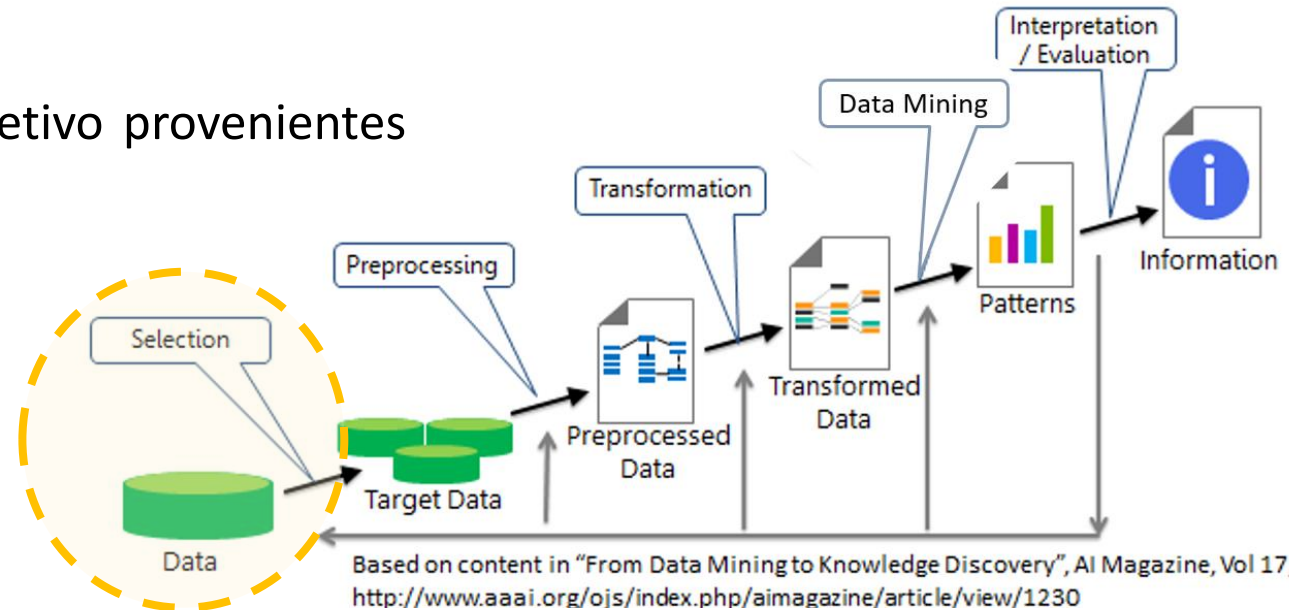 etivo provenientes
Interpretation
/ Evaluation
Data Mining
Transformation
Preprocessing
Selection
Data
Target Data
Preprocessed
Data
Transformed
Data
Patterns
i
Information
Based on content in “From Data Mining to Knowledge Discovery”, AI Magazine, Vol 17,
http://www.aaai.org/ojs/index.php/aimagazine/article/view/1230